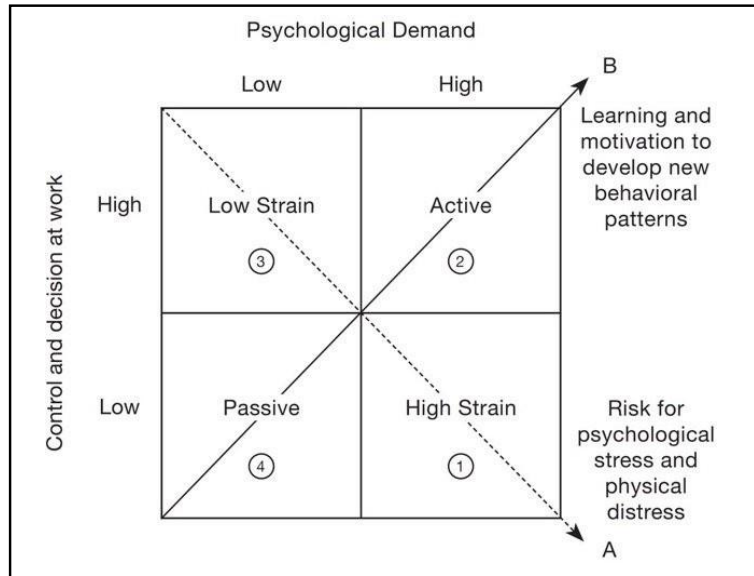 Psychological Demand
Low
High
B
Learning and
motivation to
develop new
behavioral
patterns
Control and decision at work
High
Low Strain
Active
3
2
Low
Passive
High Strain
4
1
Risk for
psychological
stress and
physical
distress
A